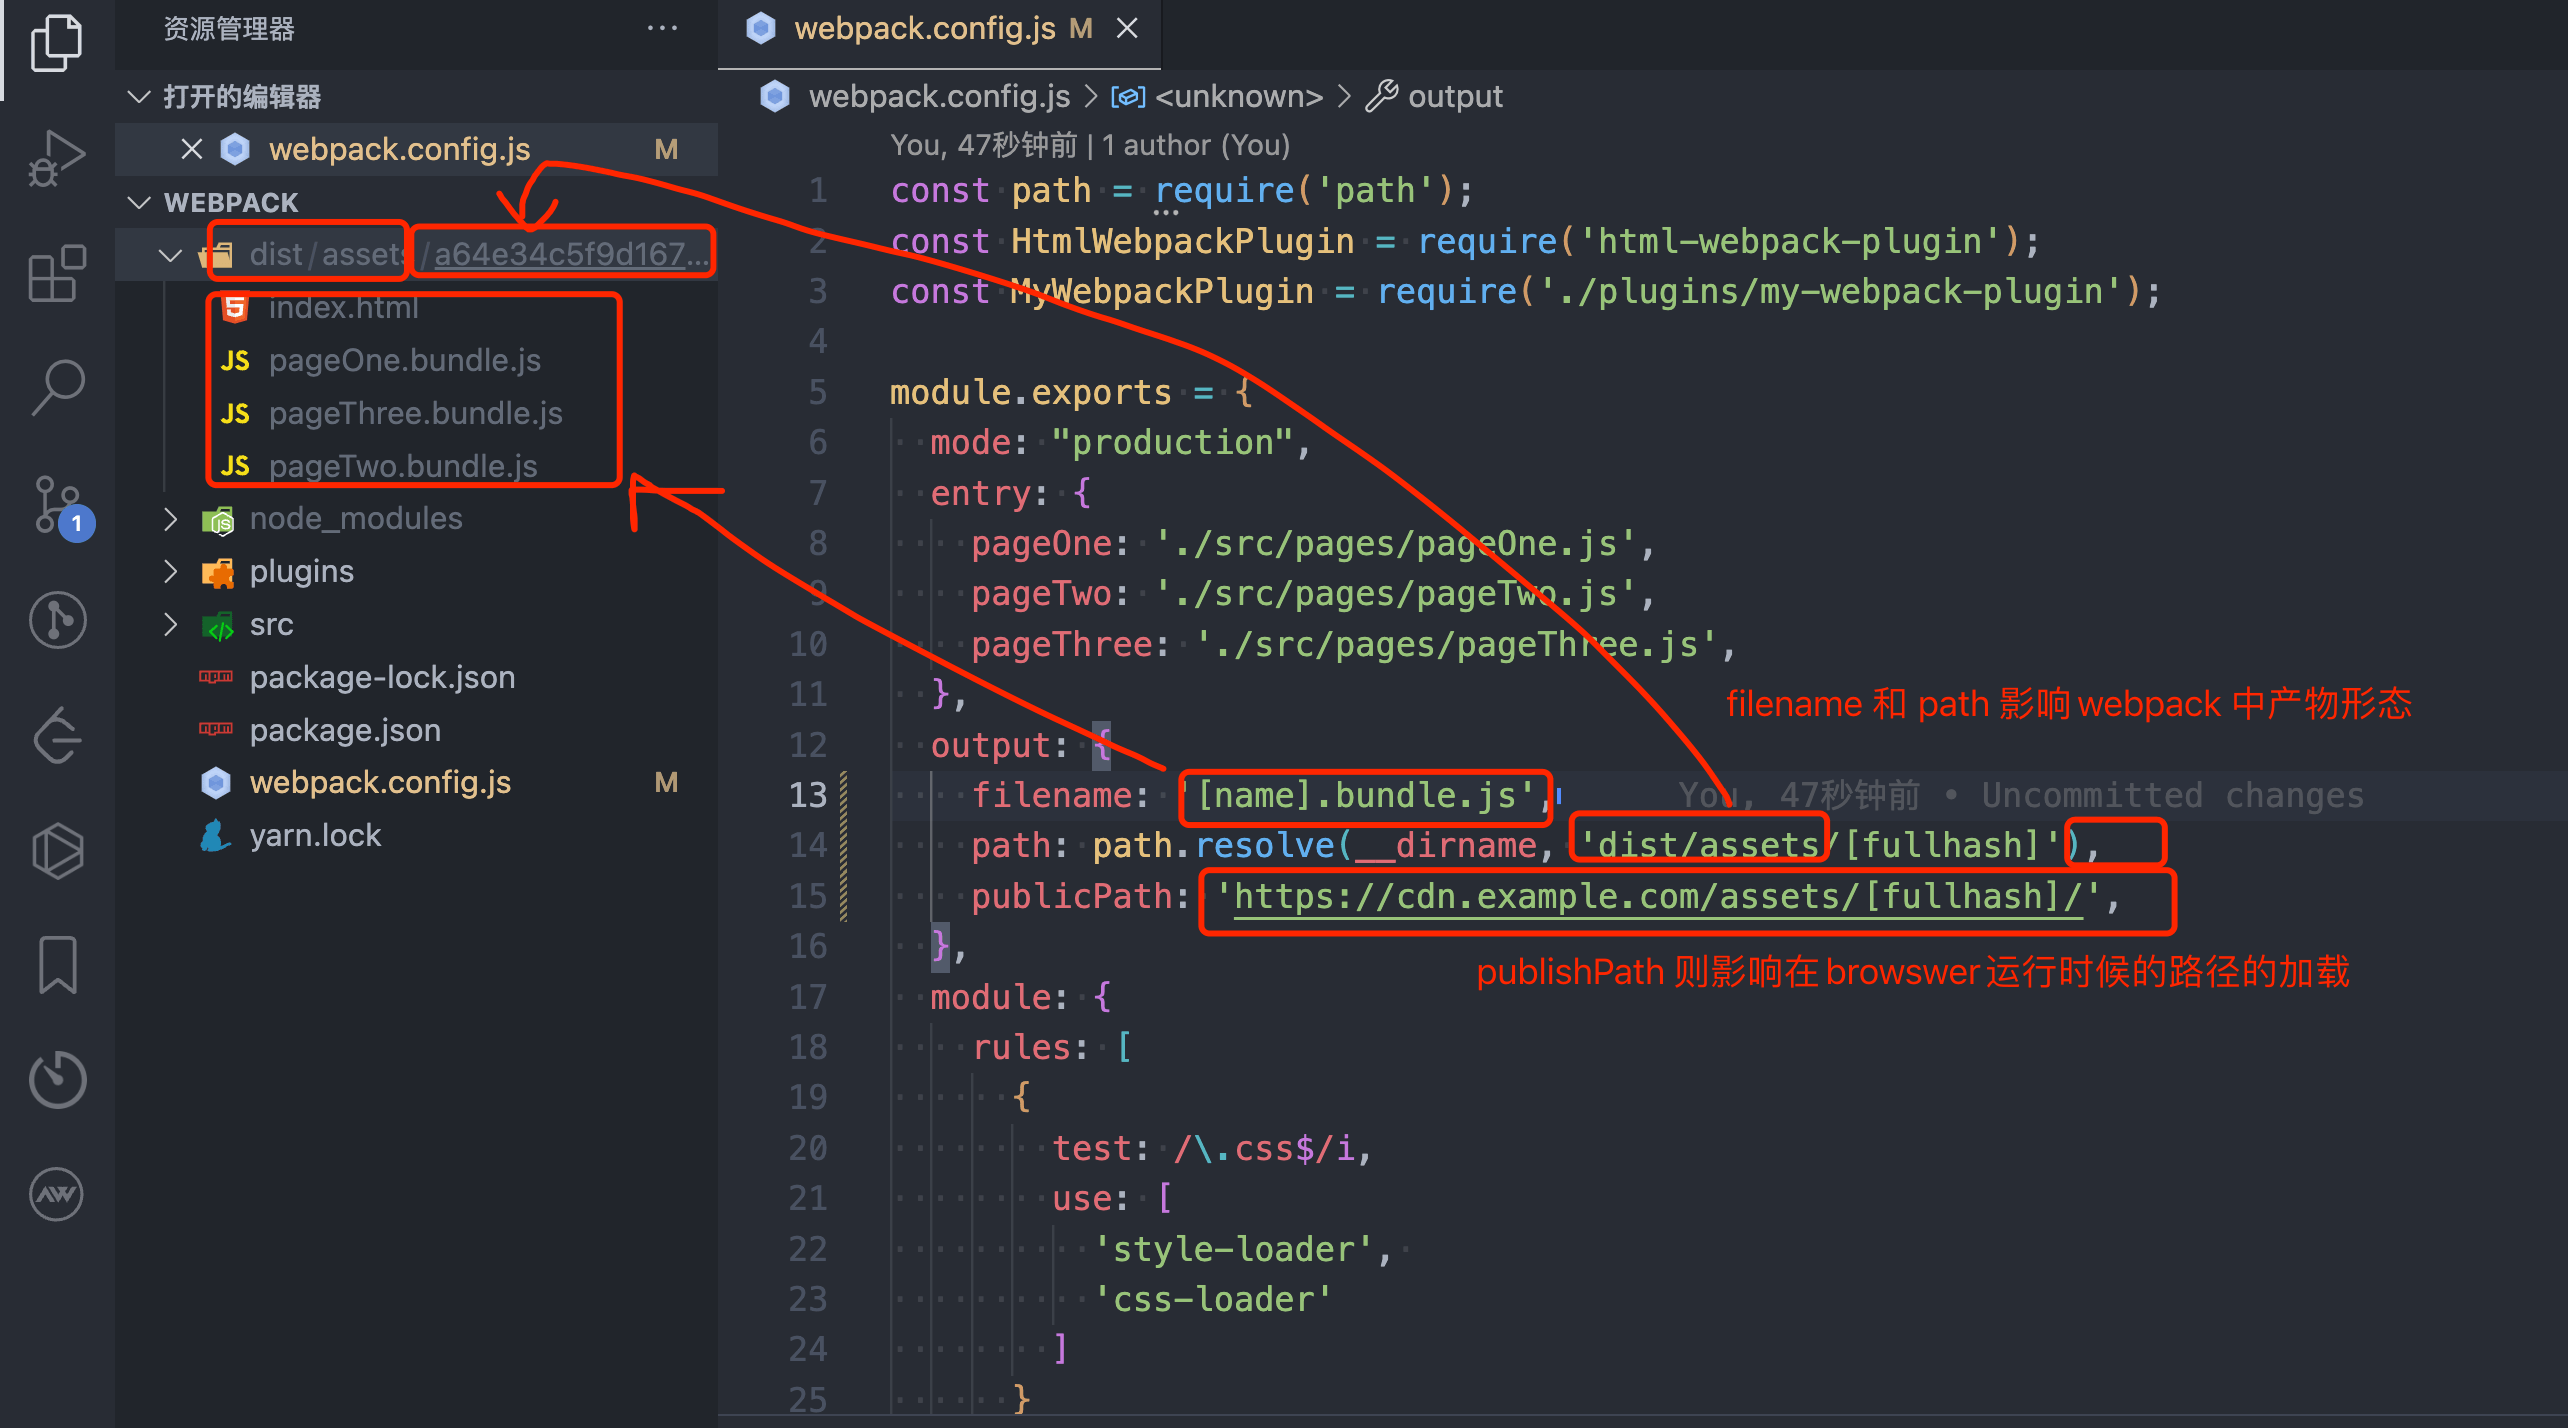 资源管理器 ···
打开的编辑器
webpack.config.js M
WEBPACK
dist/assets/a64e34c5f9d167...
index.html
JS pageOne.bundle.js
JS pageThree.bundle.js
JS pageTwo.bundle.js
node_modules
plugins
src
package-lock.json
package.json
webpack.config.js M
yarn.lock
1
webpack.config.js M
webpack.config.js > <unknown> > output
You, 47秒钟前 | 1 author (You)
1 const path = require('path');
2 const HtmlWebpackPlugin = require('html-webpack-plugin');
3 const MyWebpackPlugin = require('./plugins/my-webpack-plugin');
4
5 module.exports = {
6 mode: "production",
7 entry: {
8 pageOne: './src/pages/pageOne.js',
9 pageTwo: './src/pages/pageTwo.js',
10 pageThree: './src/pages/pageThree.js',
11 },
filename 和 path 影响 webpack 中产物形态
12 output: {
13 filename: '[name].bundle.js', You, 47秒钟前 • Uncommitted changes
14 path: path.resolve(__dirname, 'dist/assets/[fullhash]'),
15 publicPath: 'https://cdn.example.com/assets/[fullhash]/',
16 },
publishPath 则影响在 browswer 运行时候的路径的加载
17 module: {
18 rules: [
19 {
20 test: /\.css$/i,
21 use: [
22 'style-loader',
23 'css-loader'
24 ]
25 }